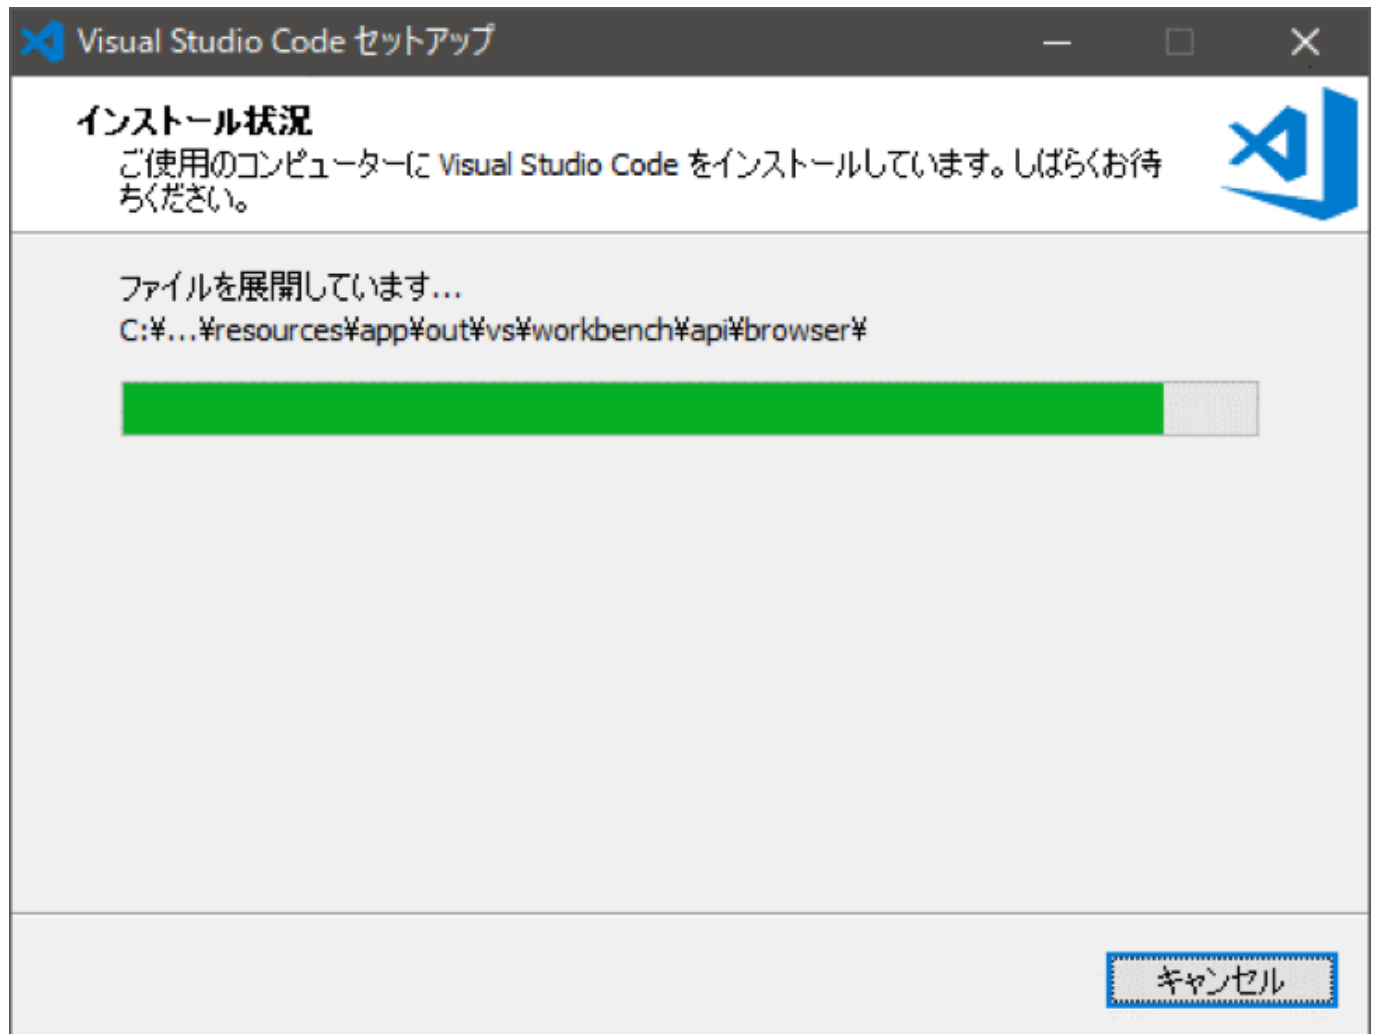 Visual Studio Code セットアップ
インストール状況
ご使用のコンピューターに Visual Studio Code をインストールしています。しばらくお待
ちください。
ファイルを展開しています...
C:¥...¥resources¥app¥out¥vs¥workbench¥api¥browser¥
キャンセル